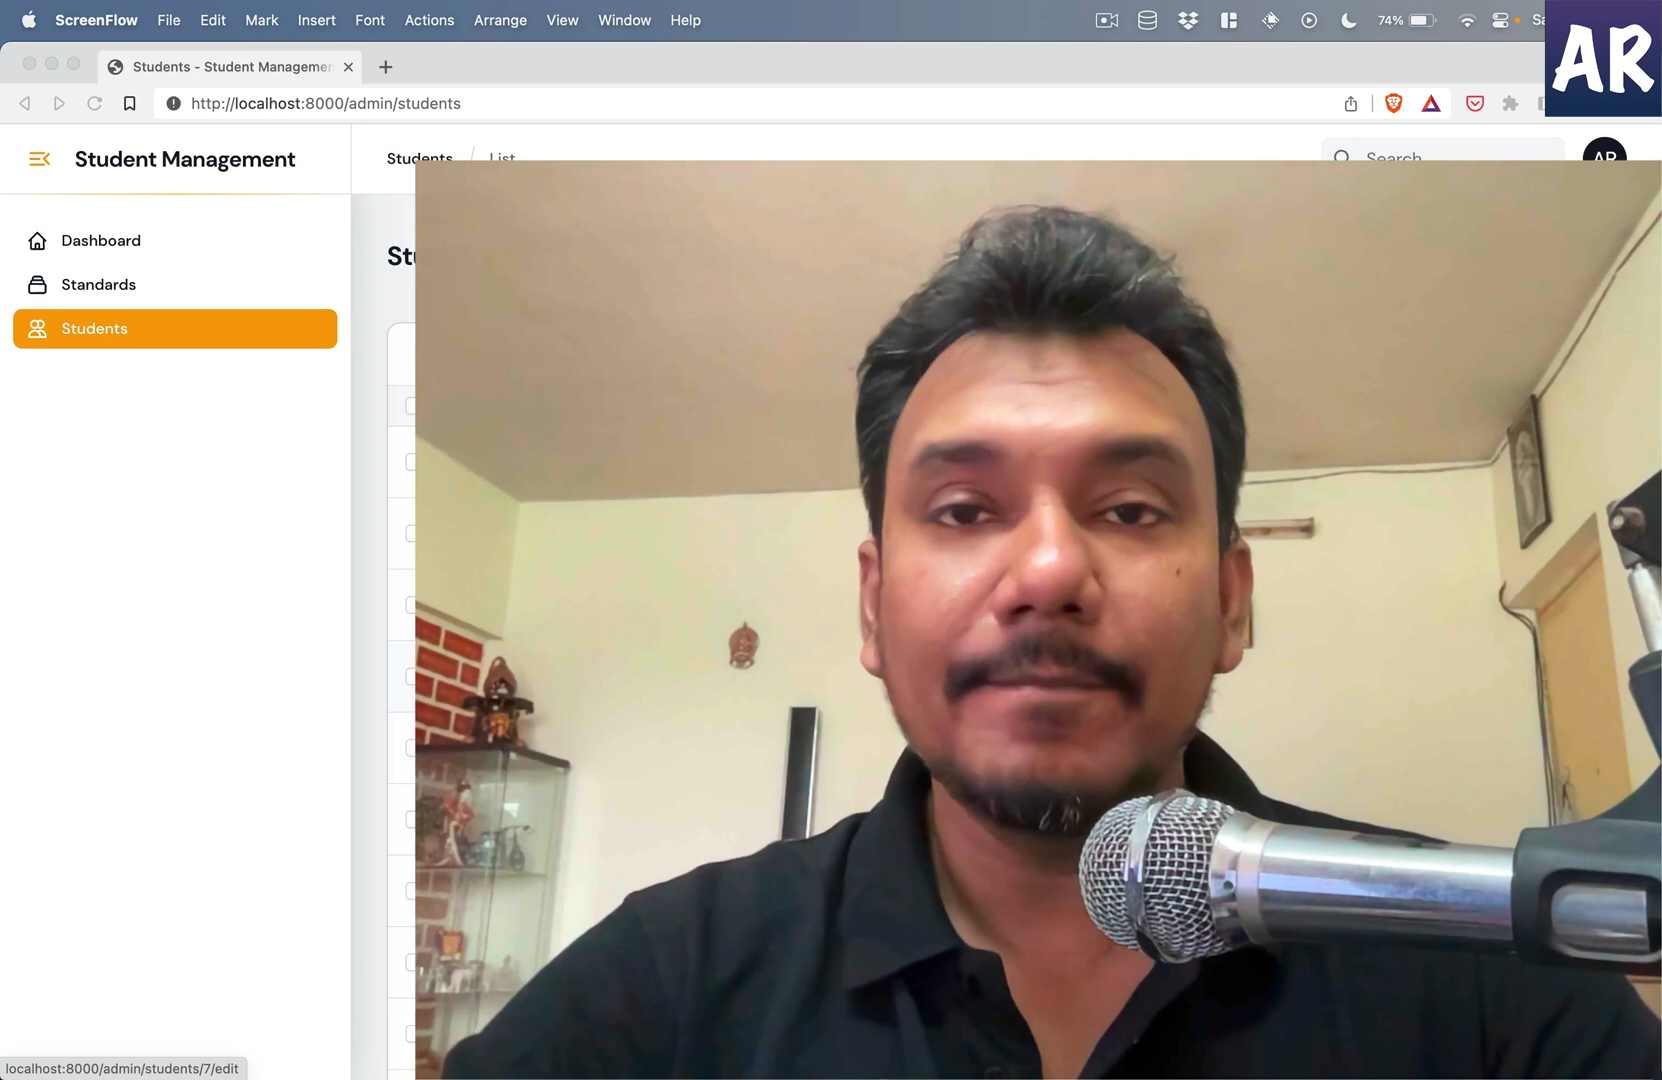 ScreenFlow File Edit Mark Insert Font Actions Arrange View Window Help 74%
AR
Students - Student Managemen
http://localhost:8000/admin/students
Student Management
Students / List
Search
AR
Dashboard
Standards
Students
localhost:8000/admin/students/7/edit